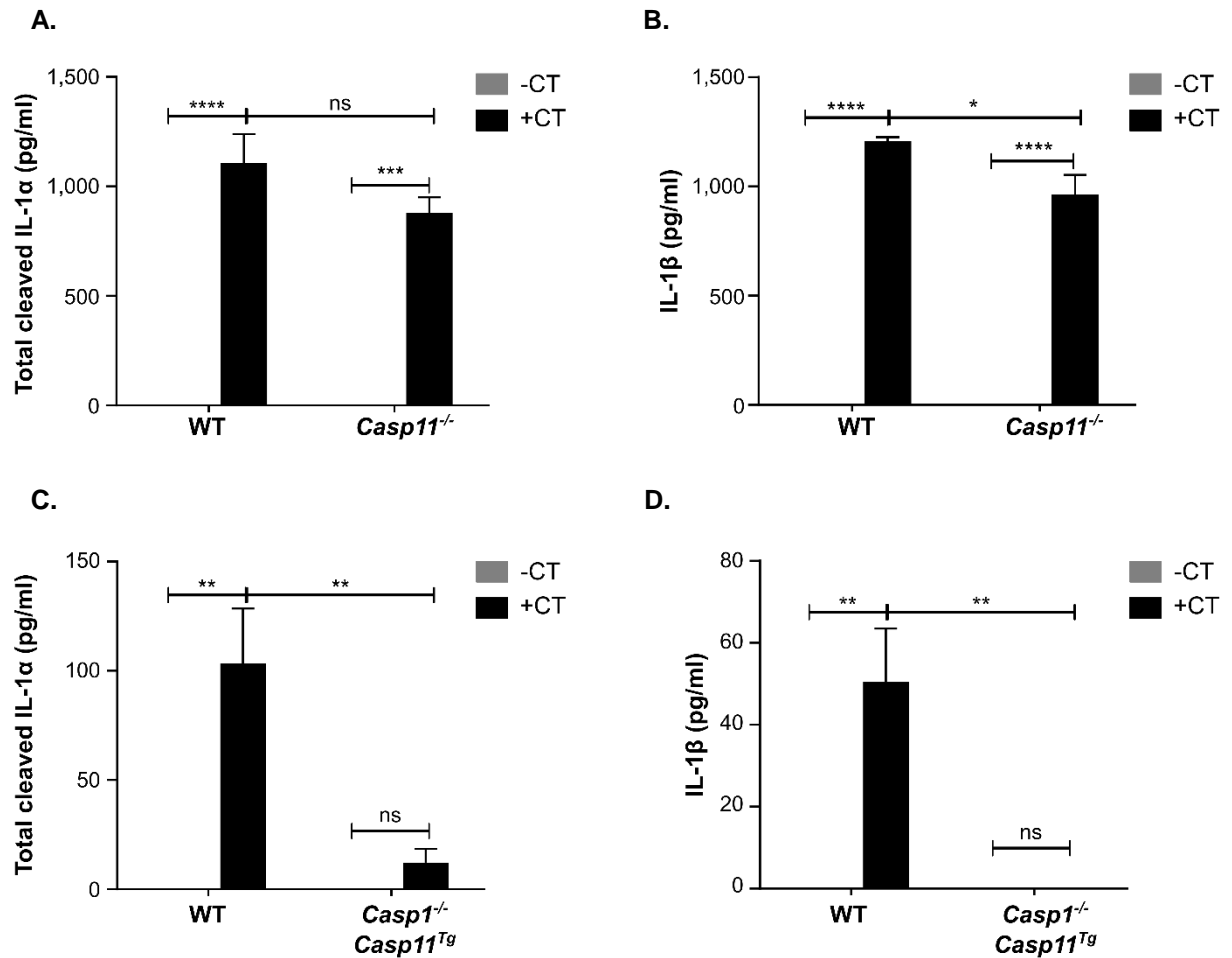 A.
Total cleaved IL-1α (pg/ml)
1,500
1,000
500
0
****
ns
***
-CT
+CT
WT
Casp11-/-
B.
IL-1β (pg/ml)
1,500
1,000
500
0
****
*
****
-CT
+CT
WT
Casp11-/-
C.
Total cleaved IL-1α (pg/ml)
150
100
50
0
**
**
ns
-CT
+CT
WT
Casp1-/-
Casp11Tg
D.
IL-1β (pg/ml)
80
60
40
20
0
**
**
ns
-CT
+CT
WT
Casp1-/-
Casp11Tg